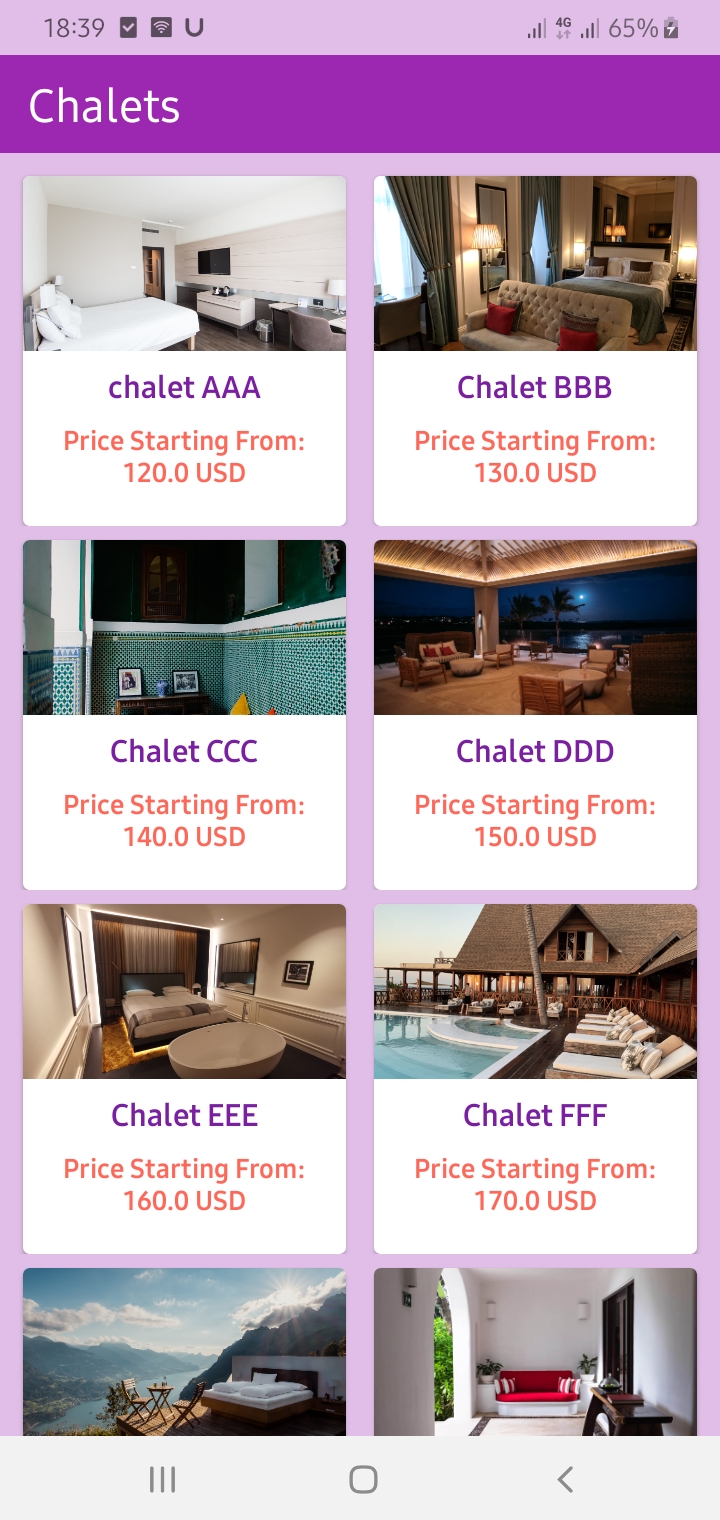 18:39
4G
65%
Chalets
chalet AAA
Price Starting From:
120.0 USD
Chalet BBB
Price Starting From:
130.0 USD
Chalet CCC
Price Starting From:
140.0 USD
Chalet DDD
Price Starting From:
150.0 USD
Chalet EEE
Price Starting From:
160.0 USD
Chalet FFF
Price Starting From:
170.0 USD